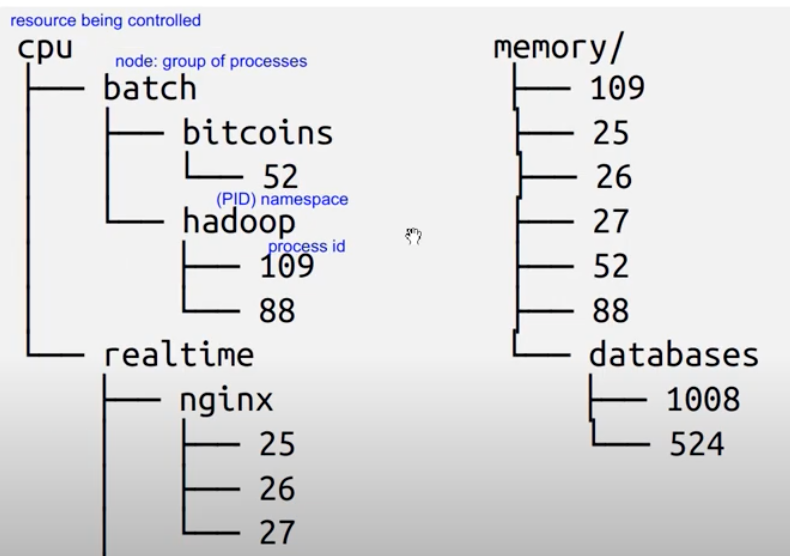 resource being controlled
cpu
node: group of processes
batch
bitcoins
52
(PID) namespace
hadoop
process id
109
88
realtime
nginx
25
26
27
memory/
109
25
26
27
52
88
databases
1008
524